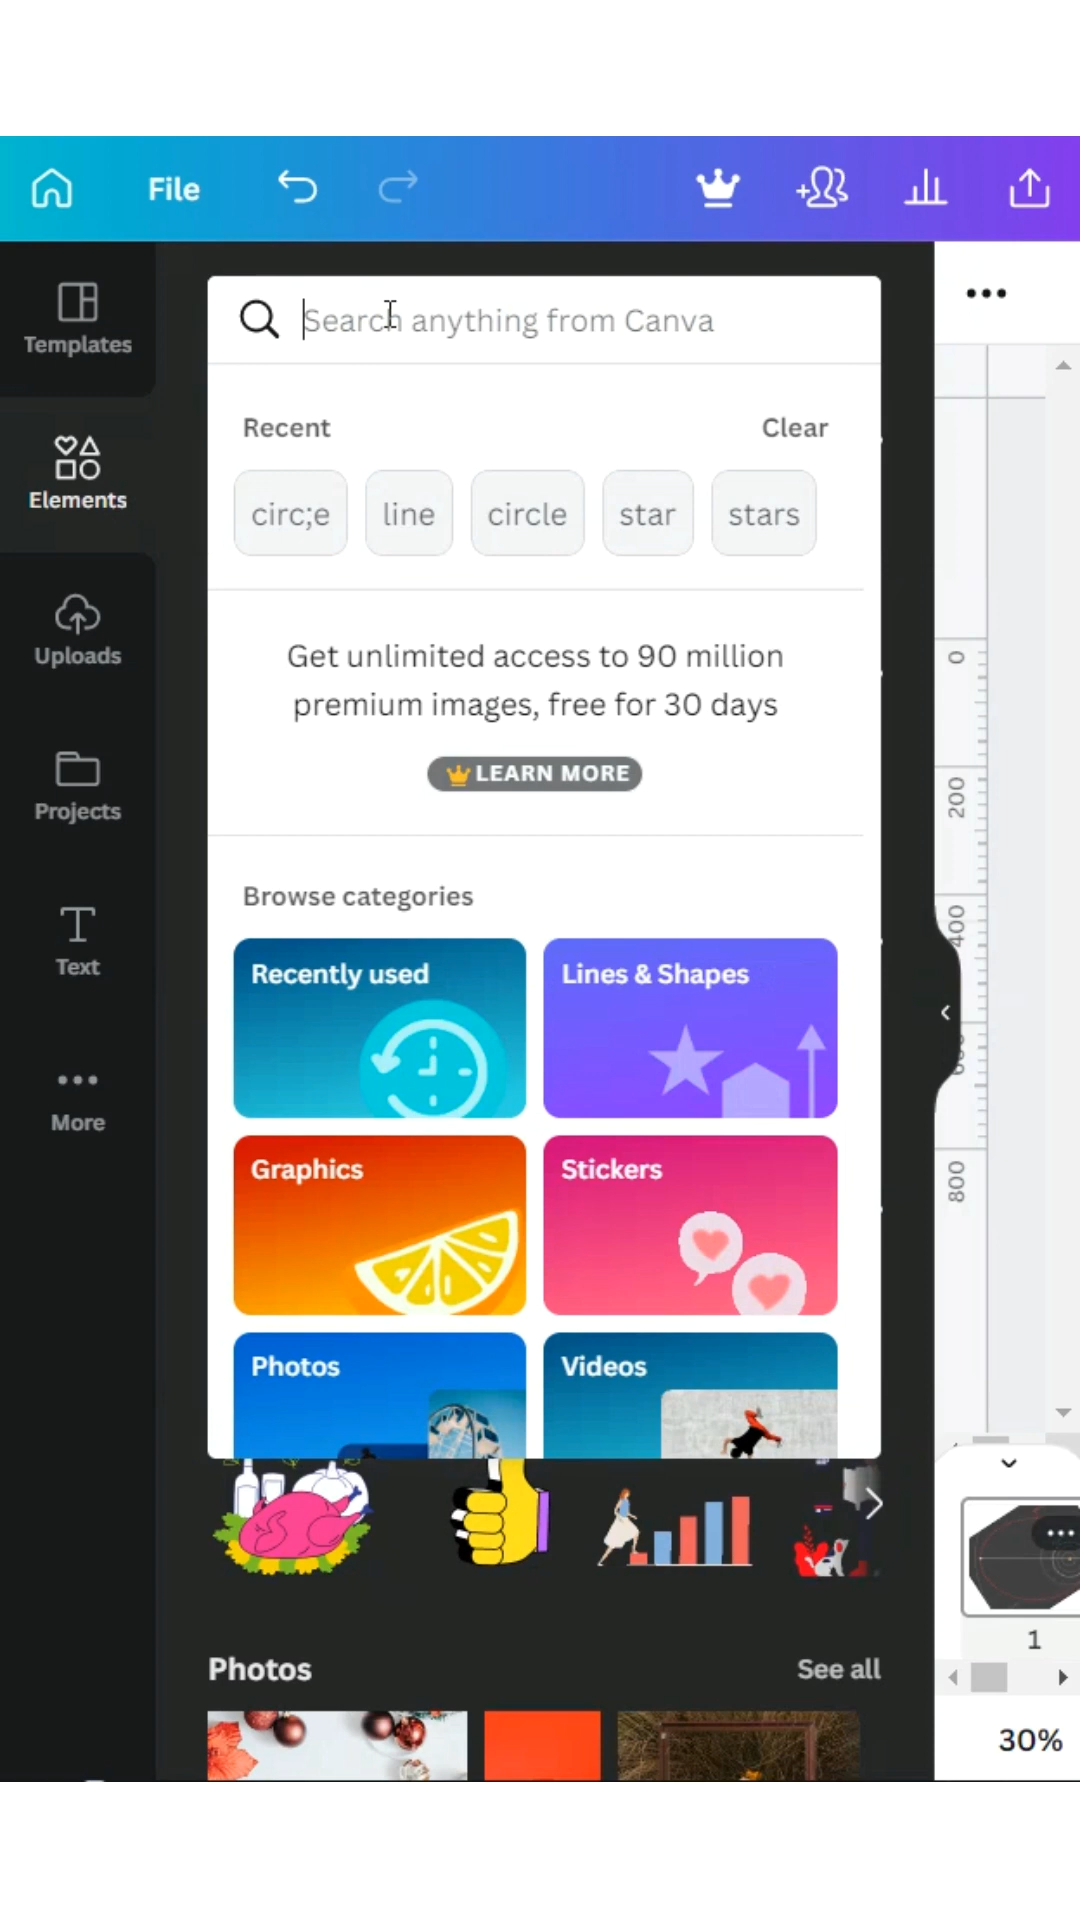 File
Templates
Elements
Uploads
Projects
Text
More
Search anything from Canva
Recent
Clear
circ;e
line
circle
star
stars
Get unlimited access to 90 million
premium images, free for 30 days
LEARN MORE
Browse categories
Recently used
Lines & Shapes
Graphics
Stickers
Photos
Videos
Photos
See all
0
200
400
800
1
30%